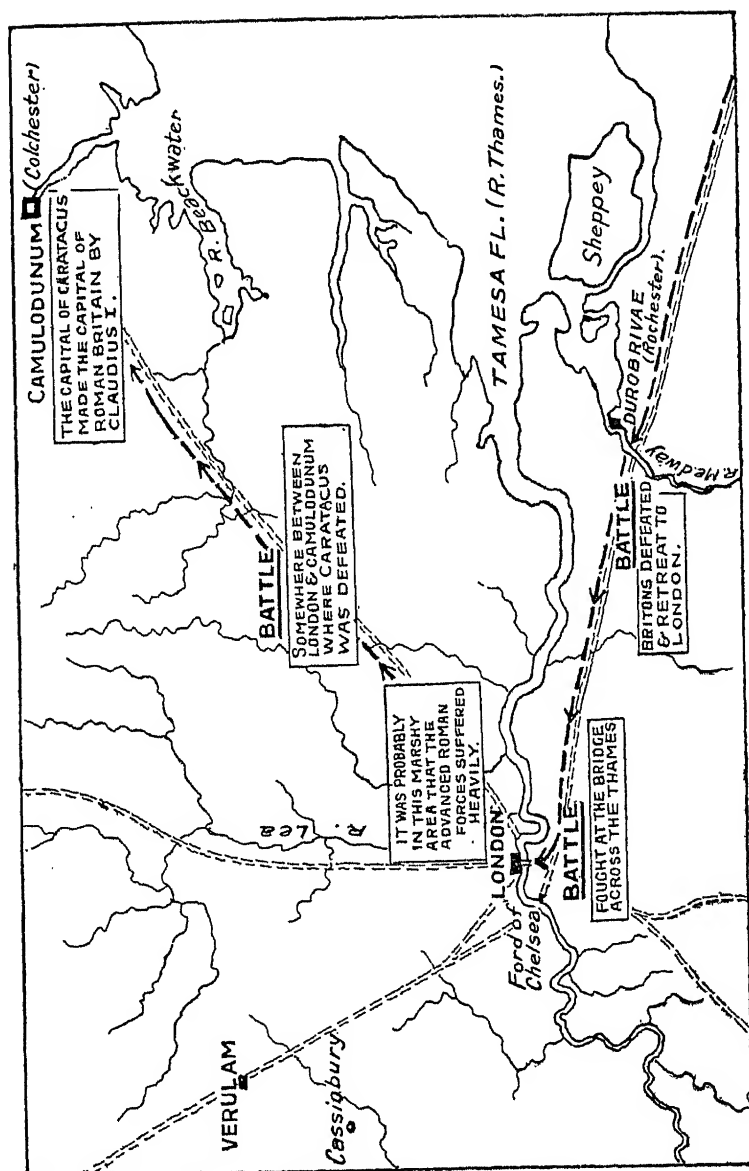 CAMULODUNUM
(Colchester)
THE CAPITAL OF CARATACUS
MADE THE CAPITAL OF
ROMAN BRITAIN BY
CLAUDIUS I.
R. Beackwater
BATTLE
SOMEWHERE BETWEEN
LONDON & CAMULODUNUM
WHERE CARATACUS
WAS DEFEATED.
IT WAS PROBABLY
IN THIS MARSHY
AREA THAT THE
ADVANCED ROMAN
FORCES SUFFERED
HEAVILY.
R. Lea
VERULAM
Cassiobury
LONDON
Ford of
Chelsea
BATTLE
FOUGHT AT THE BRIDGE
ACROSS THE THAMES
TAMESA FL. (R. Thames.)
Sheppey
DUROBRIVAE
(Rochester).
R. Medway
BATTLE
BRITONS DEFEATED
& RETREAT TO
LONDON.